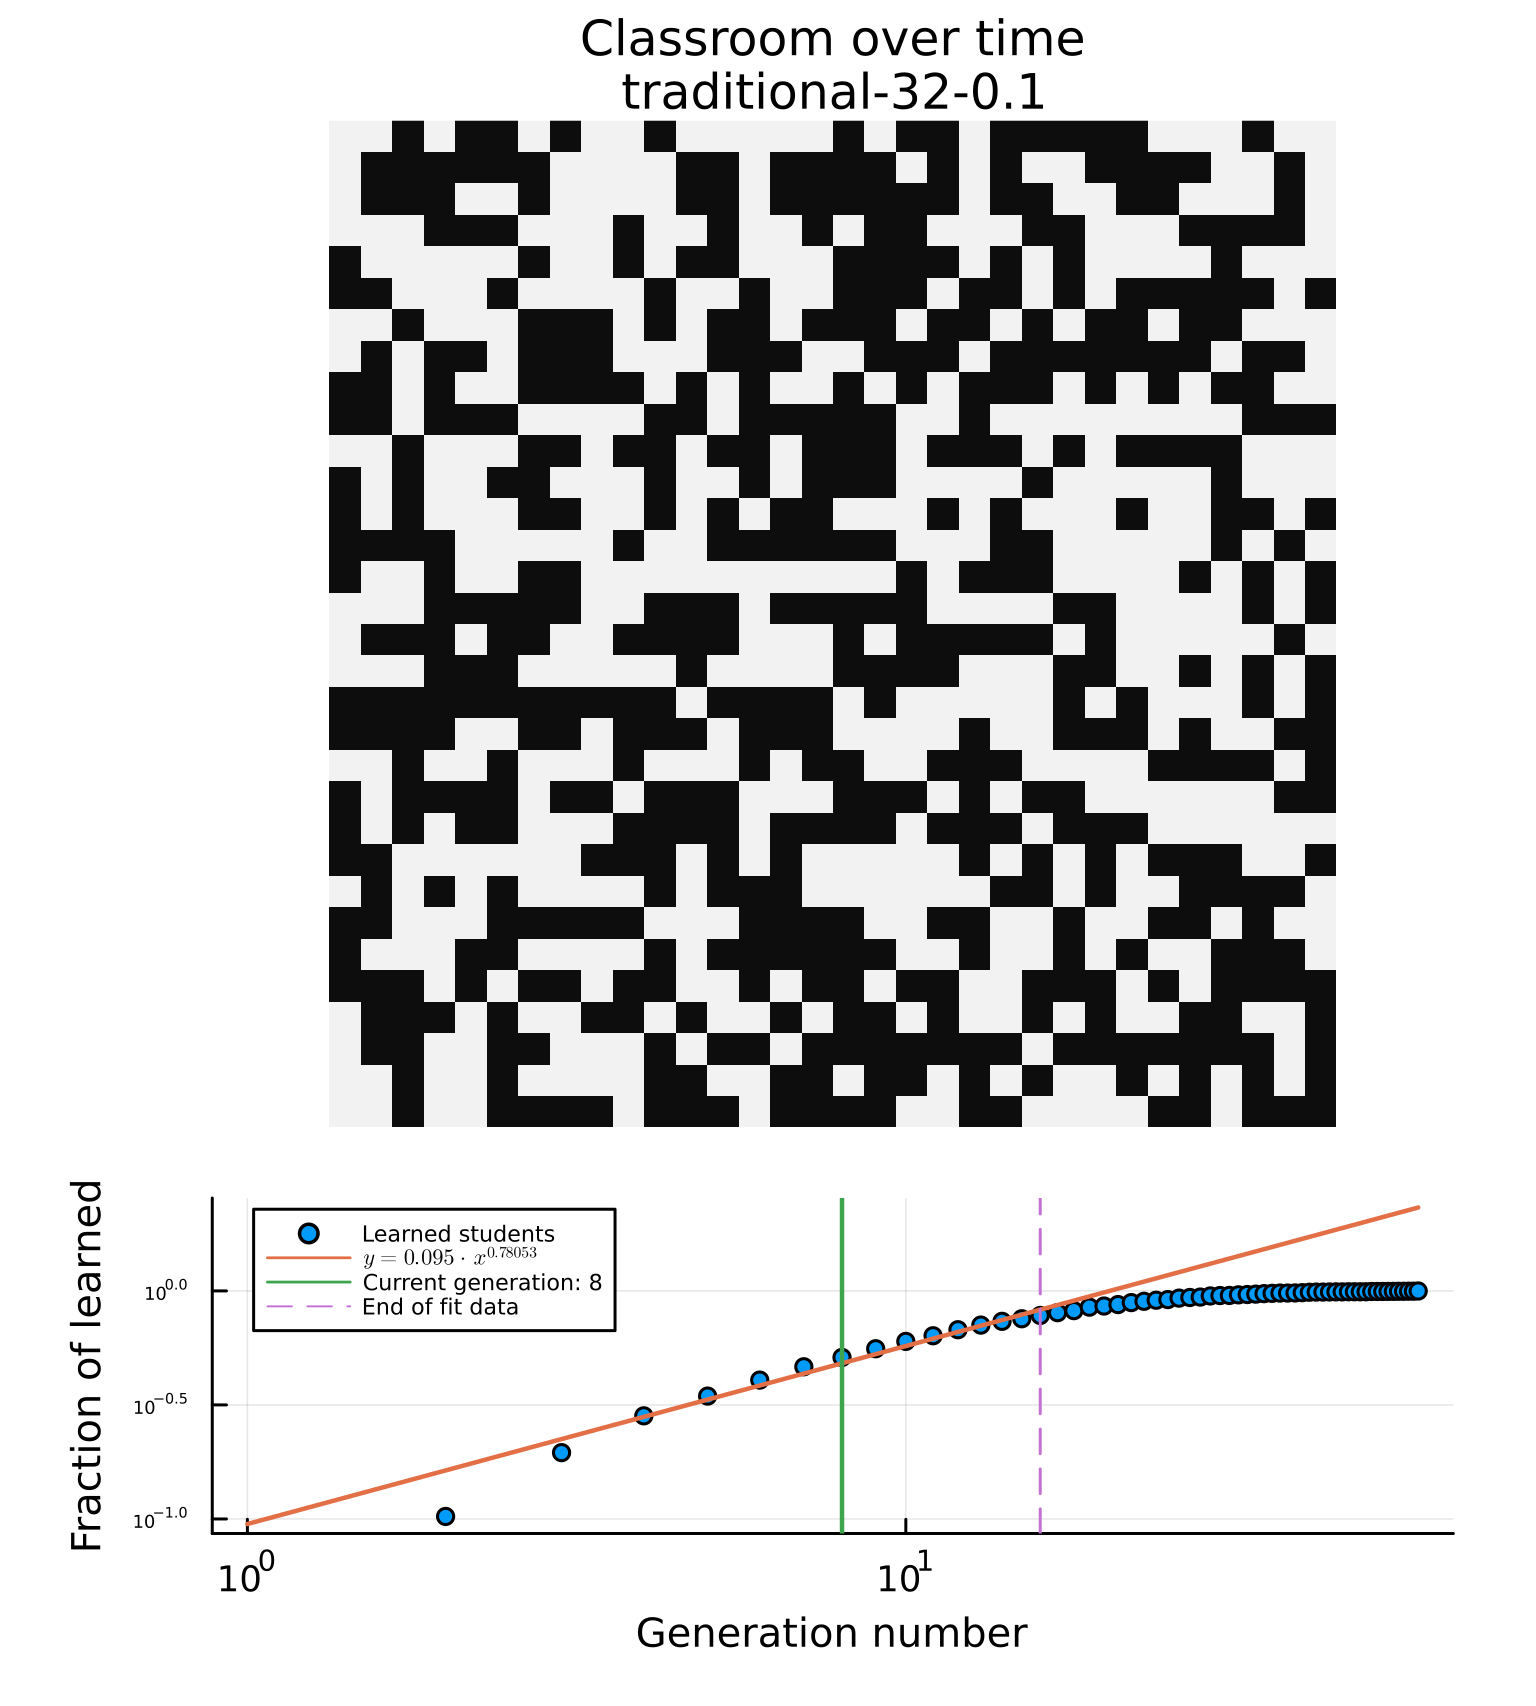 Classroom over time
traditional-32-0.1
Fraction of learned
10^0.0
10^−0.5
10^−1.0
Learned students
y = 0.095 · x^0.78053
Current generation: 8
End of fit data
10^0
10^1
Generation number